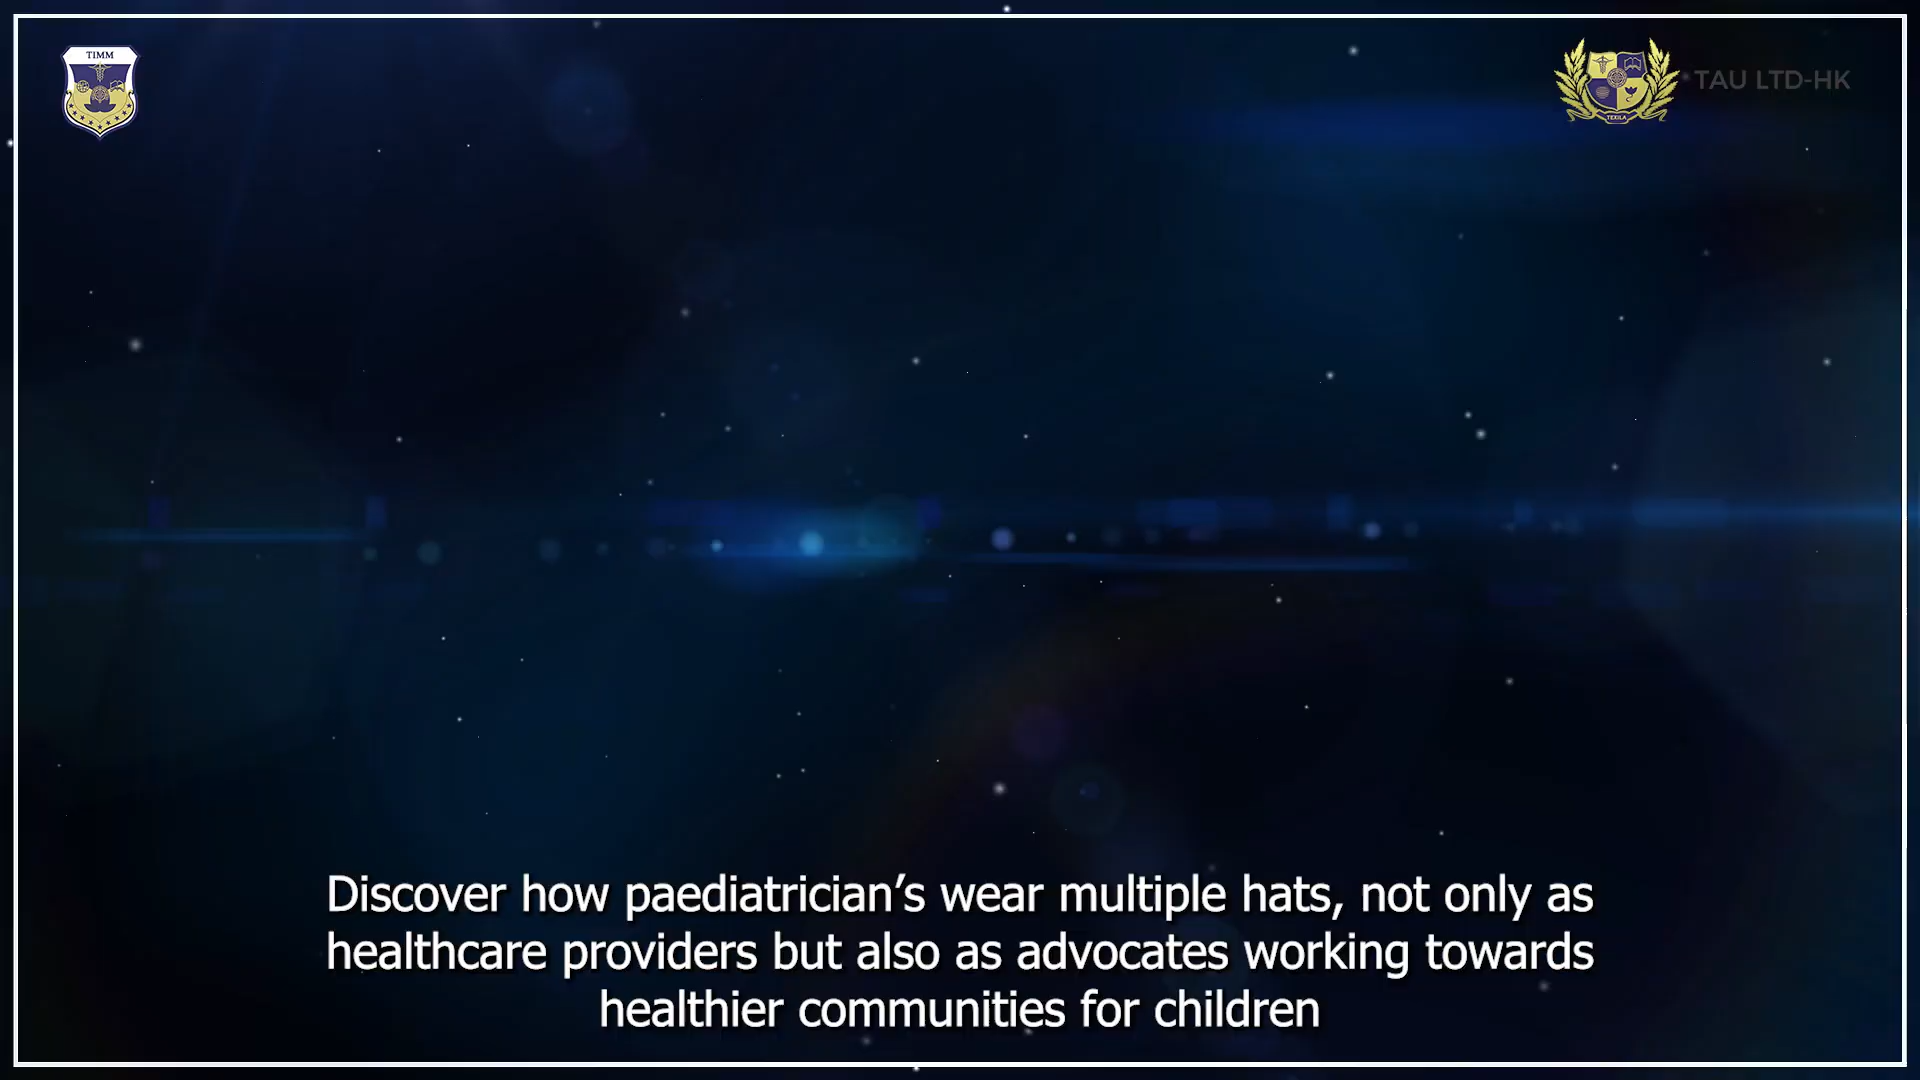 TIMM
TEXILA
TAU LTD-HK
Discover how paediatrician’s wear multiple hats, not only as
healthcare providers but also as advocates working towards
healthier communities for children